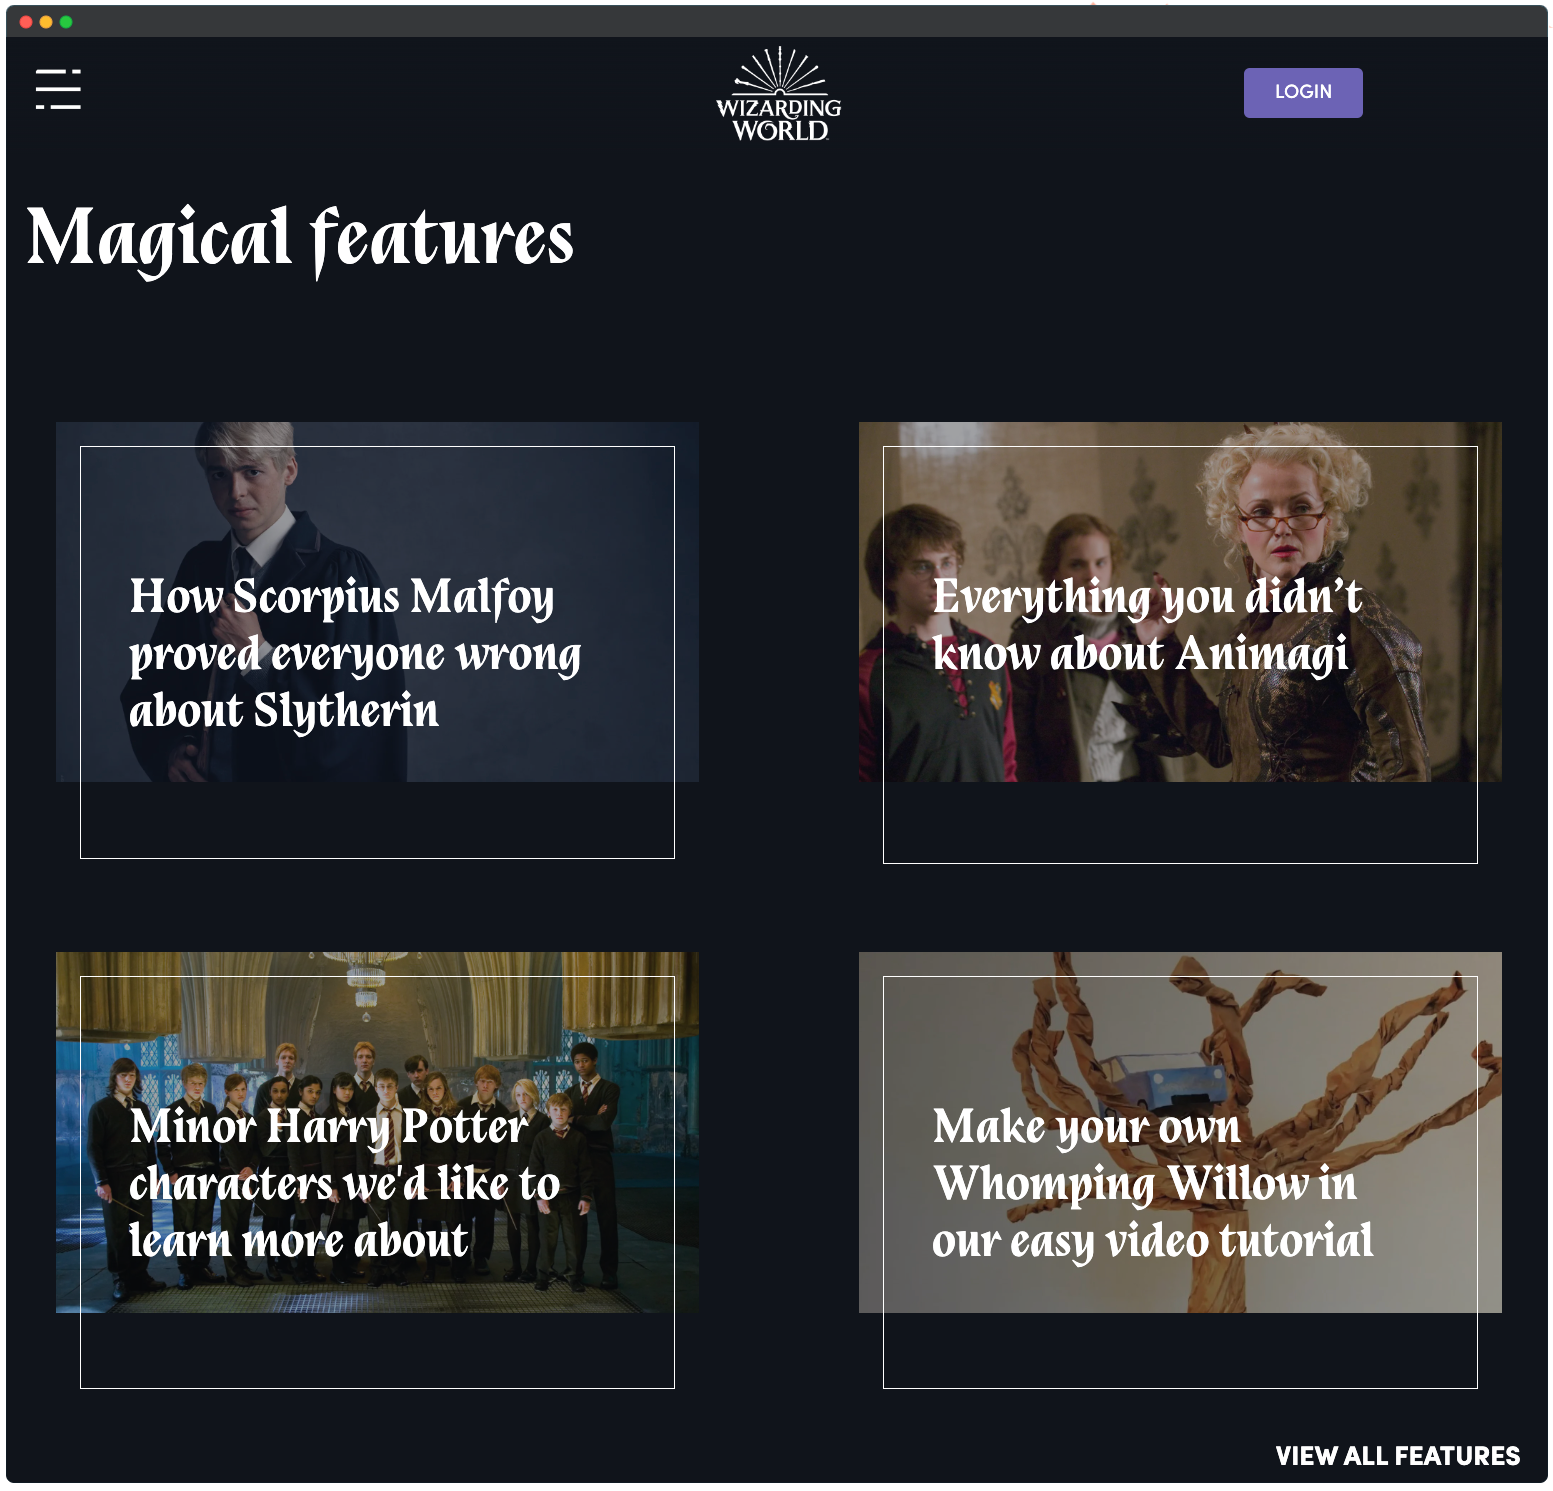 WIZARDING
WORLD
LOGIN
Magical features
How Scorpius Malfoy
proved everyone wrong
about Slytherin
Everything you didn’t
know about Animagi
Minor Harry Potter
characters we'd like to
learn more about
Make your own
Whomping Willow in
our easy video tutorial
VIEW ALL FEATURES